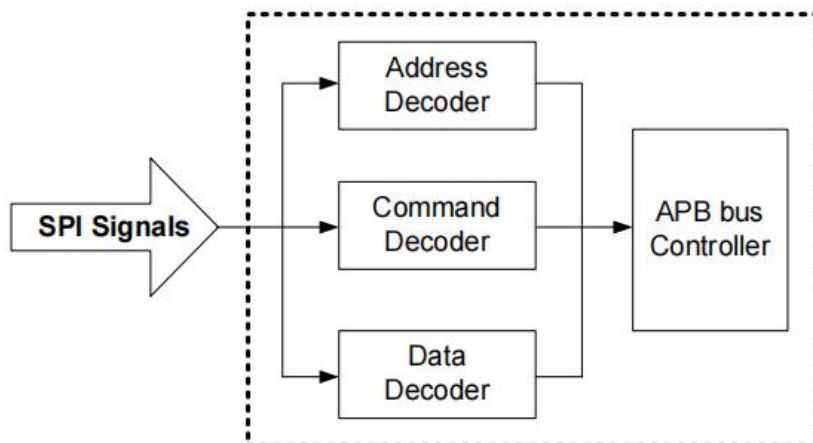 Address
Decoder
SPI Signals
Command
Decoder
APB bus
Controller
Data
Decoder